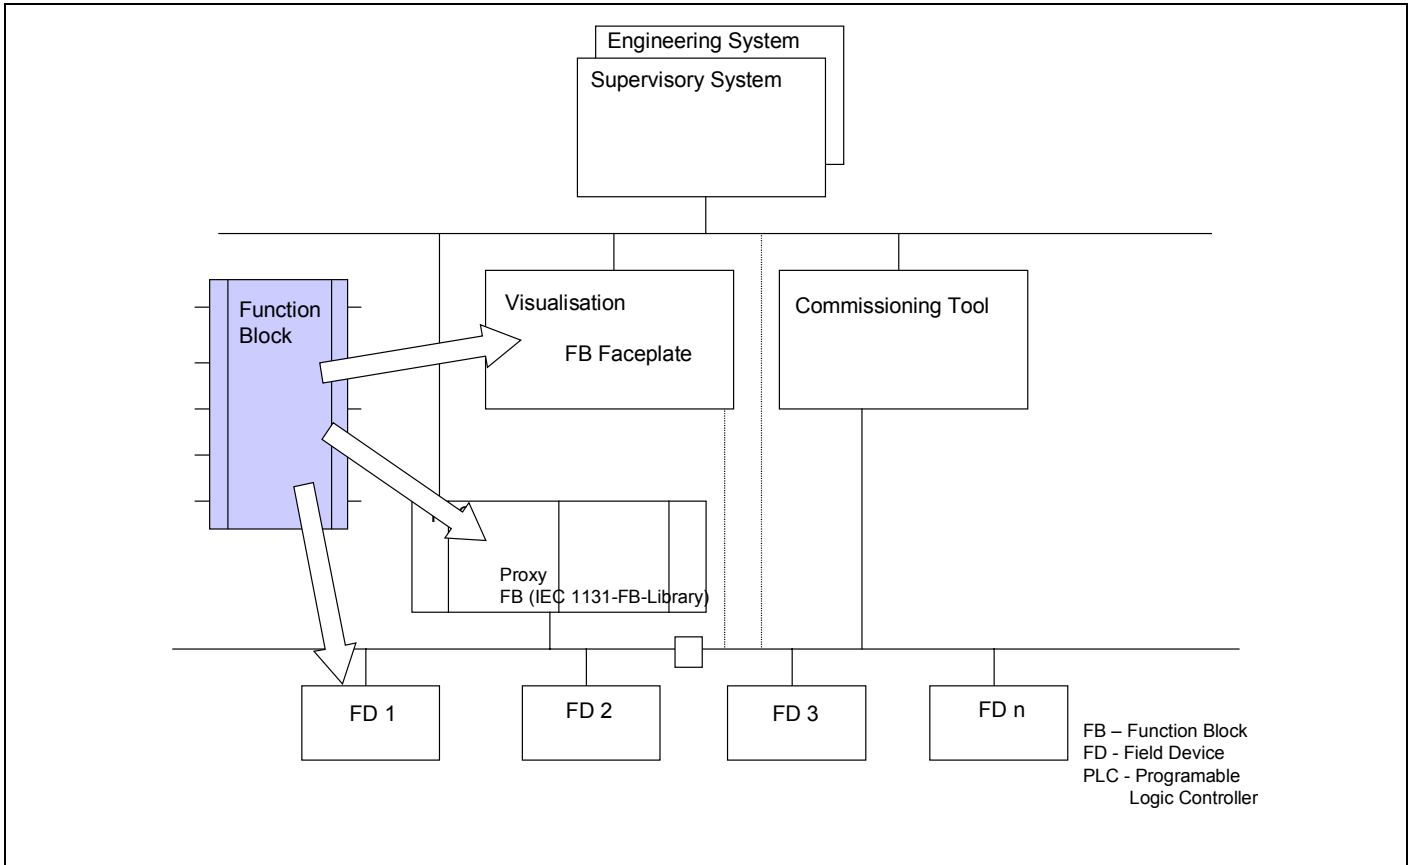 Engineering System
Supervisory System
Function
Block
Visualisation
FB Faceplate
Commissioning Tool
Proxy
FB (IEC 1131-FB-Library)
FD 1
FD 2
FD 3
FD n
FB – Function Block
FD - Field Device
PLC - Programable
Logic Controller